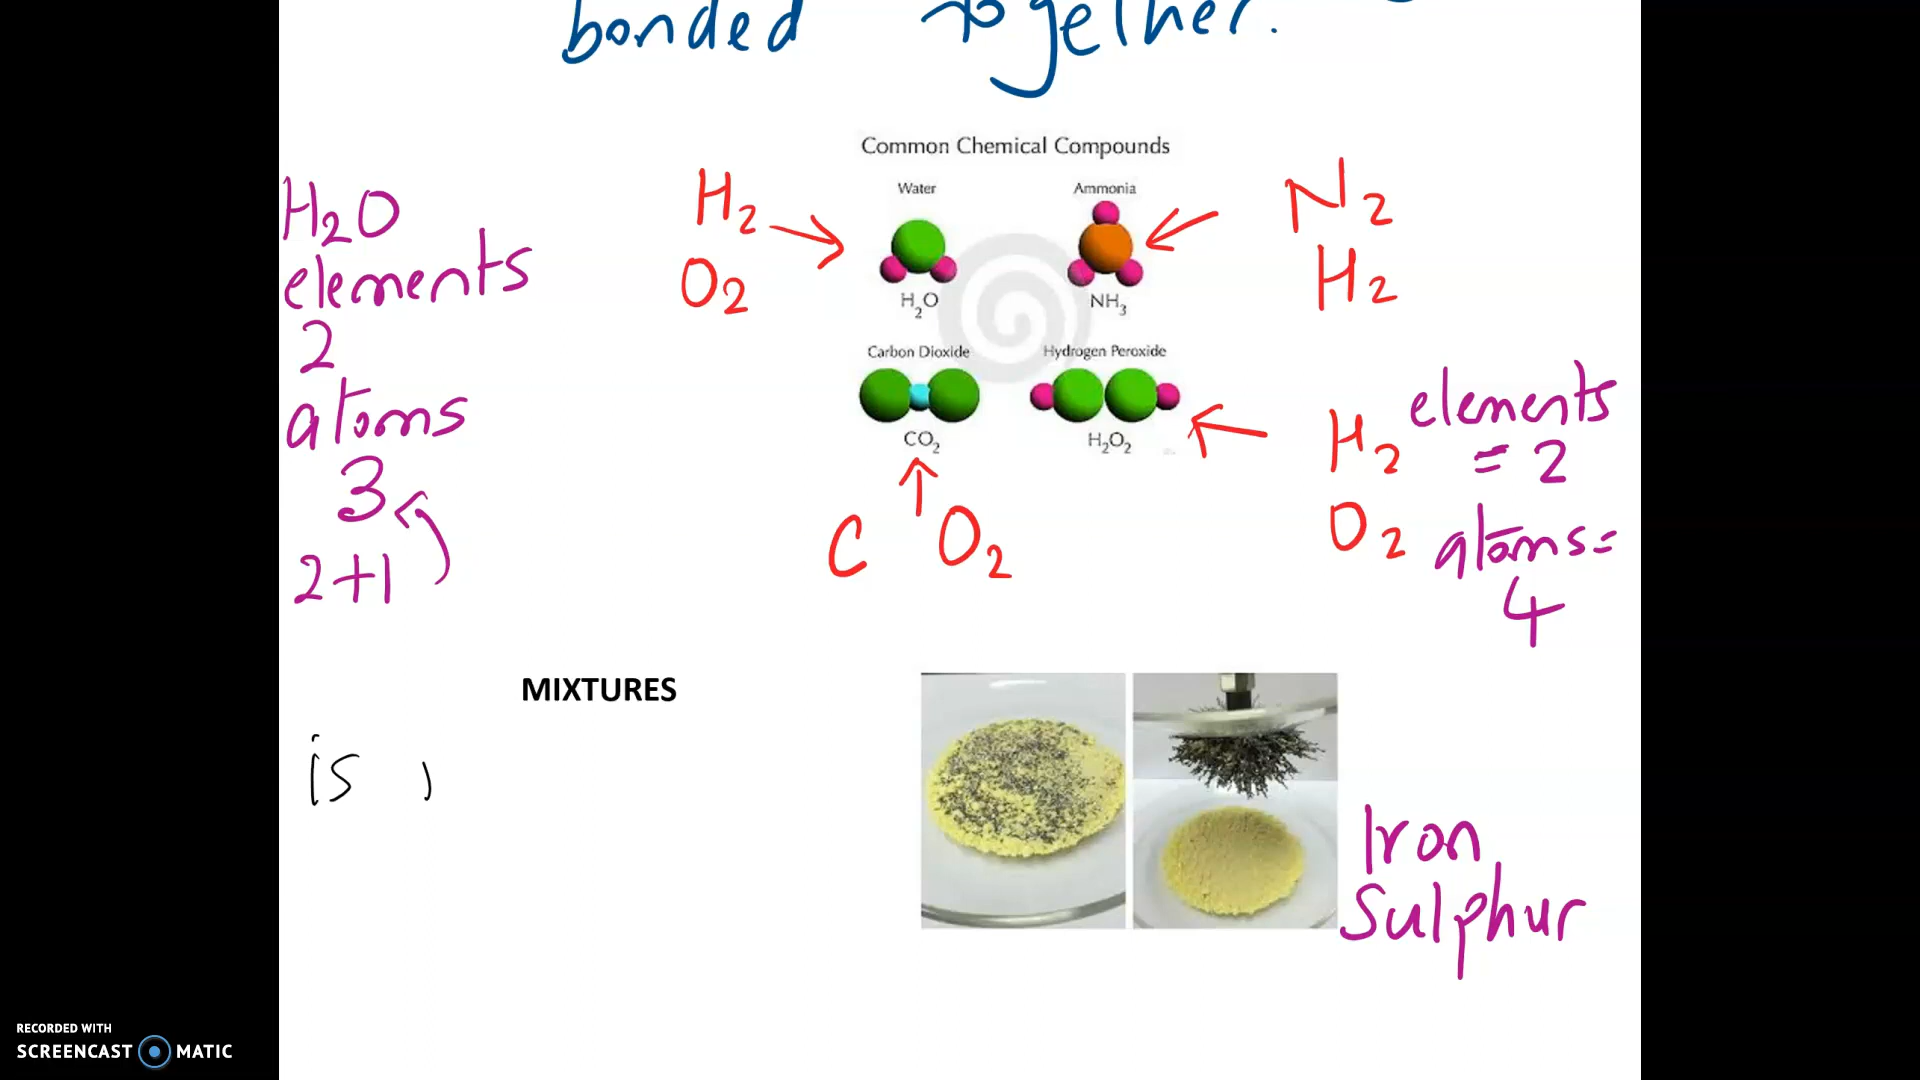 bonded together.
Common Chemical Compounds
Water
Ammonia
H₂O
NH₃
Carbon Dioxide
Hydrogen Peroxide
CO₂
H₂O₂
H₂O
elements
2
atoms
3
2+1
H₂
O₂
N₂
H₂
C O₂
H₂
O₂
elements
= 2
atoms=
4
MIXTURES
is
Iron
Sulphur
RECORDED WITH
SCREENCAST MATIC